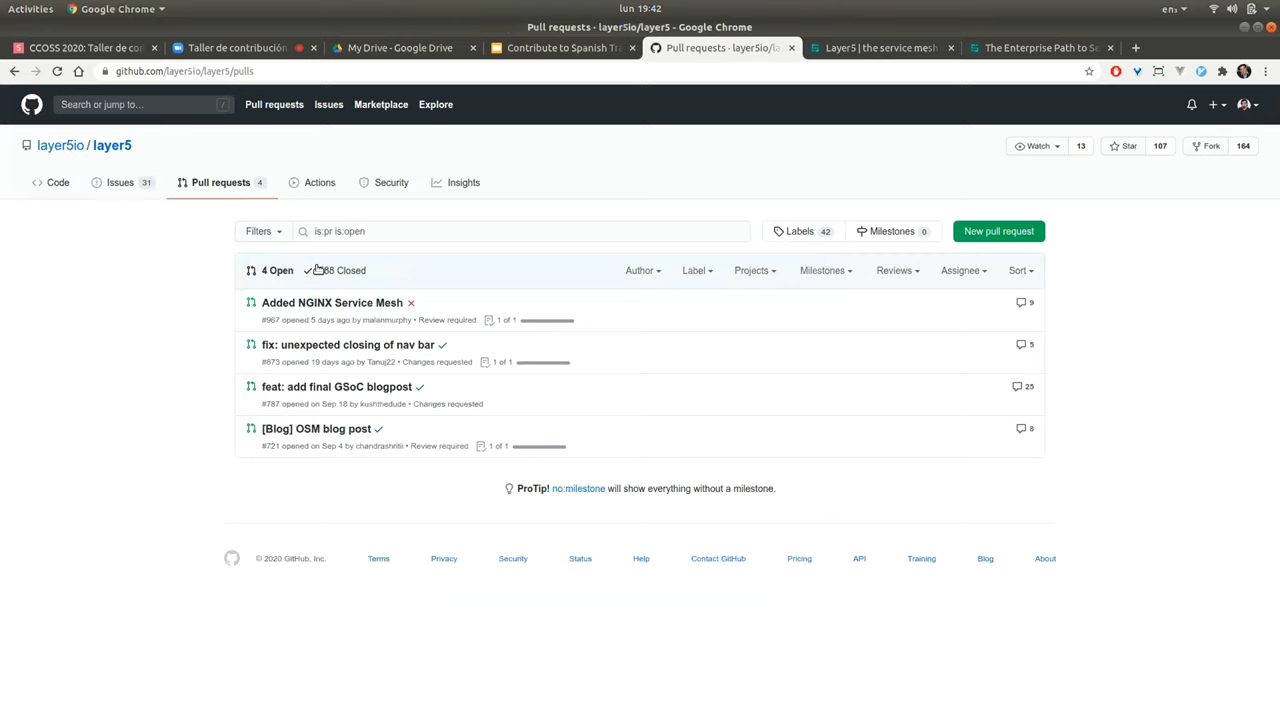 Activities Google Chrome lun 19:42 en₃
Pull requests · layer5io/layer5 - Google Chrome
CCOSS 2020: Taller de con Taller de contribución My Drive - Google Drive Contribute to Spanish Tra Pull requests · layer5io/la Layer5 | the service mesh The Enterprise Path to Se
github.com/layer5io/layer5/pulls
Search or jump to… / Pull requests Issues Marketplace Explore
layer5io / layer5 Watch 13 Star 107 Fork 164
Code Issues 31 Pull requests 4 Actions Security Insights
Filters is:pr is:open Labels 42 Milestones 0 New pull request
4 Open Closed Author Label Projects Milestones Reviews Assignee Sort
Added NGINX Service Mesh 9
#967 opened 5 days ago by malanmurphy • Review required 1 of 1
fix: unexpected closing of nav bar 5
#873 opened 19 days ago by Tanuj22 • Changes requested 1 of 1
feat: add final GSoC blogpost 25
#787 opened on Sep 18 by kushthedude • Changes requested
[Blog] OSM blog post 8
#721 opened on Sep 4 by chandrashritii • Review required 1 of 1
ProTip! no:milestone will show everything without a milestone.
© 2020 GitHub, Inc. Terms Privacy Security Status Help Contact GitHub Pricing API Training Blog About